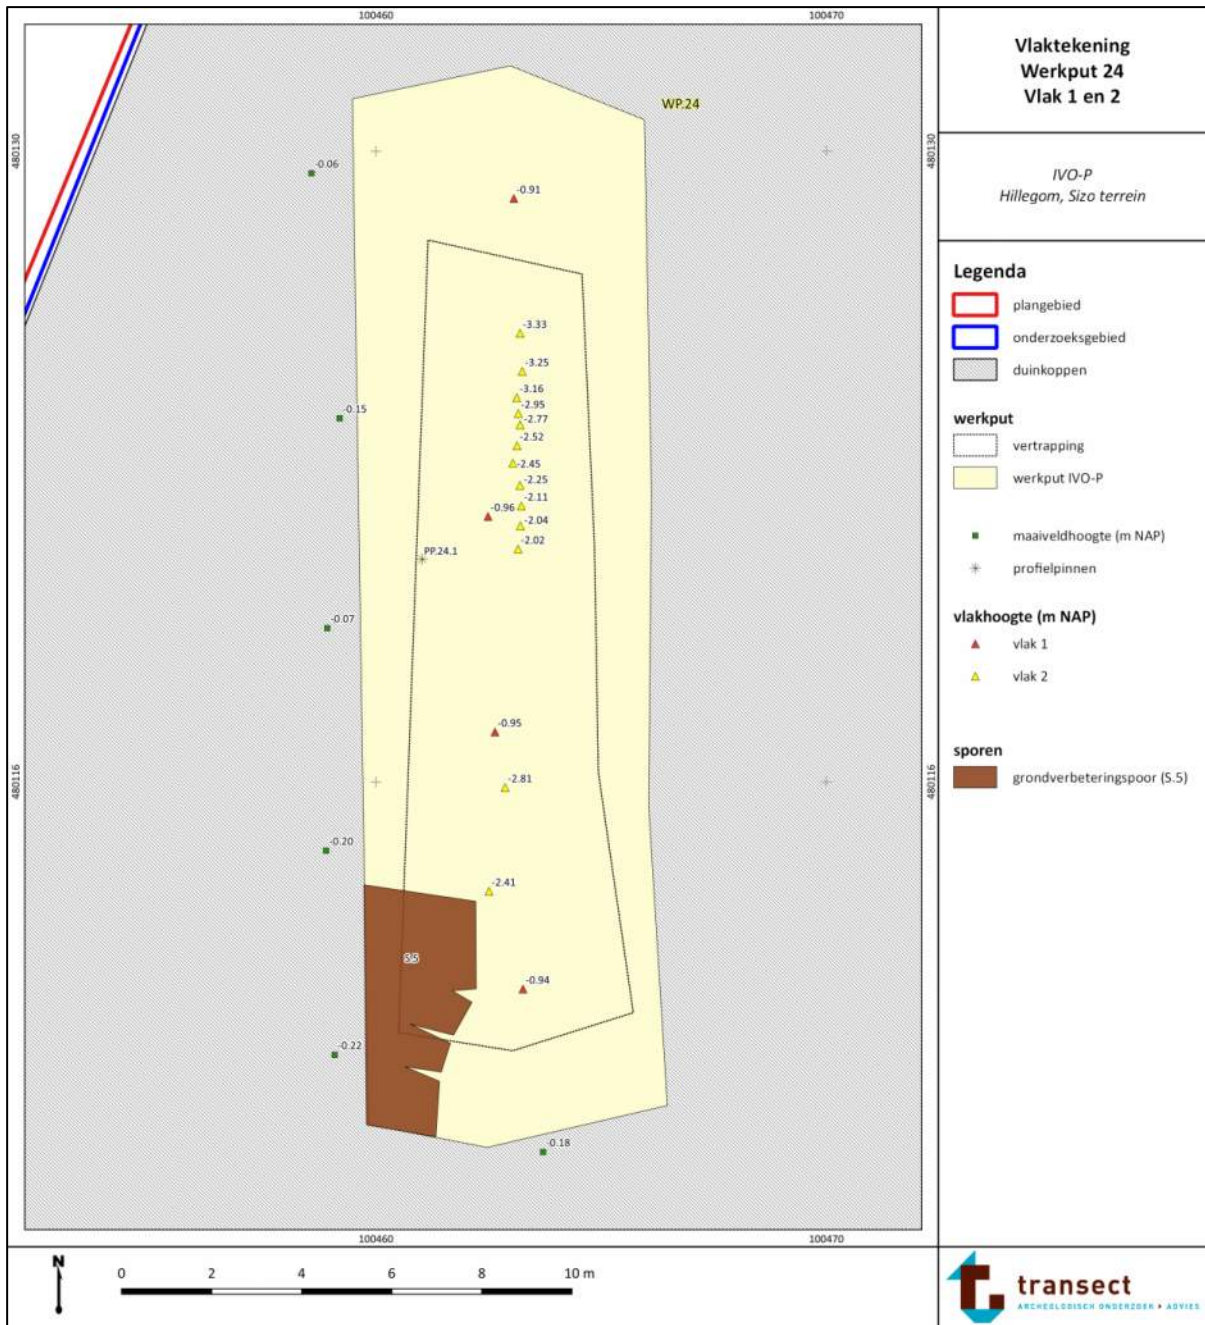 100460
100470
Vlaktekening
Werkput 24
Vlak 1 en 2
WP.24
480130
480130
-0.06
IVO-P
Hillegom, Sizo terrein
-0.91
Legenda
plangebied
onderzoeksgebied
duinkoppen
-3.33
-3.25
-3.16
-2.95
-0.15
-2.77
-2.52
-2.45
-2.25
-2.11
-0.96
-2.04
-2.02
PP.24.1
werkput
vertrapping
werkput IVO-P
maaiveldhoogte (m NAP)
profielpinnen
-0.07
vlakhoogte (m NAP)
vlak 1
vlak 2
-0.95
480116
480116
-2.81
sporen
grondverbeteringspoor (S.5)
-0.20
-2.41
S.5
-0.94
-0.22
-0.18
100460
100470
N
0 2 4 6 8 10 m
transect
ARCHEOLOGISCH ONDERZOEK ▸ ADVIES